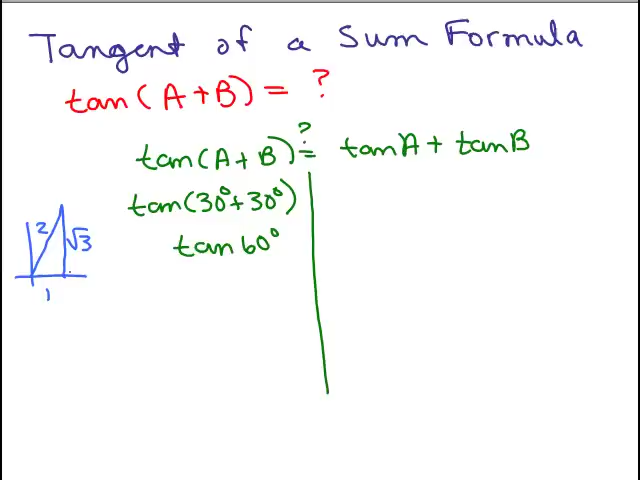 Tangent of a Sum Formula
tan(A+B) = ?
tan(A+B) ≟ tanA + tanB
tan(30°+30°)
tan 60°
2
√3
1